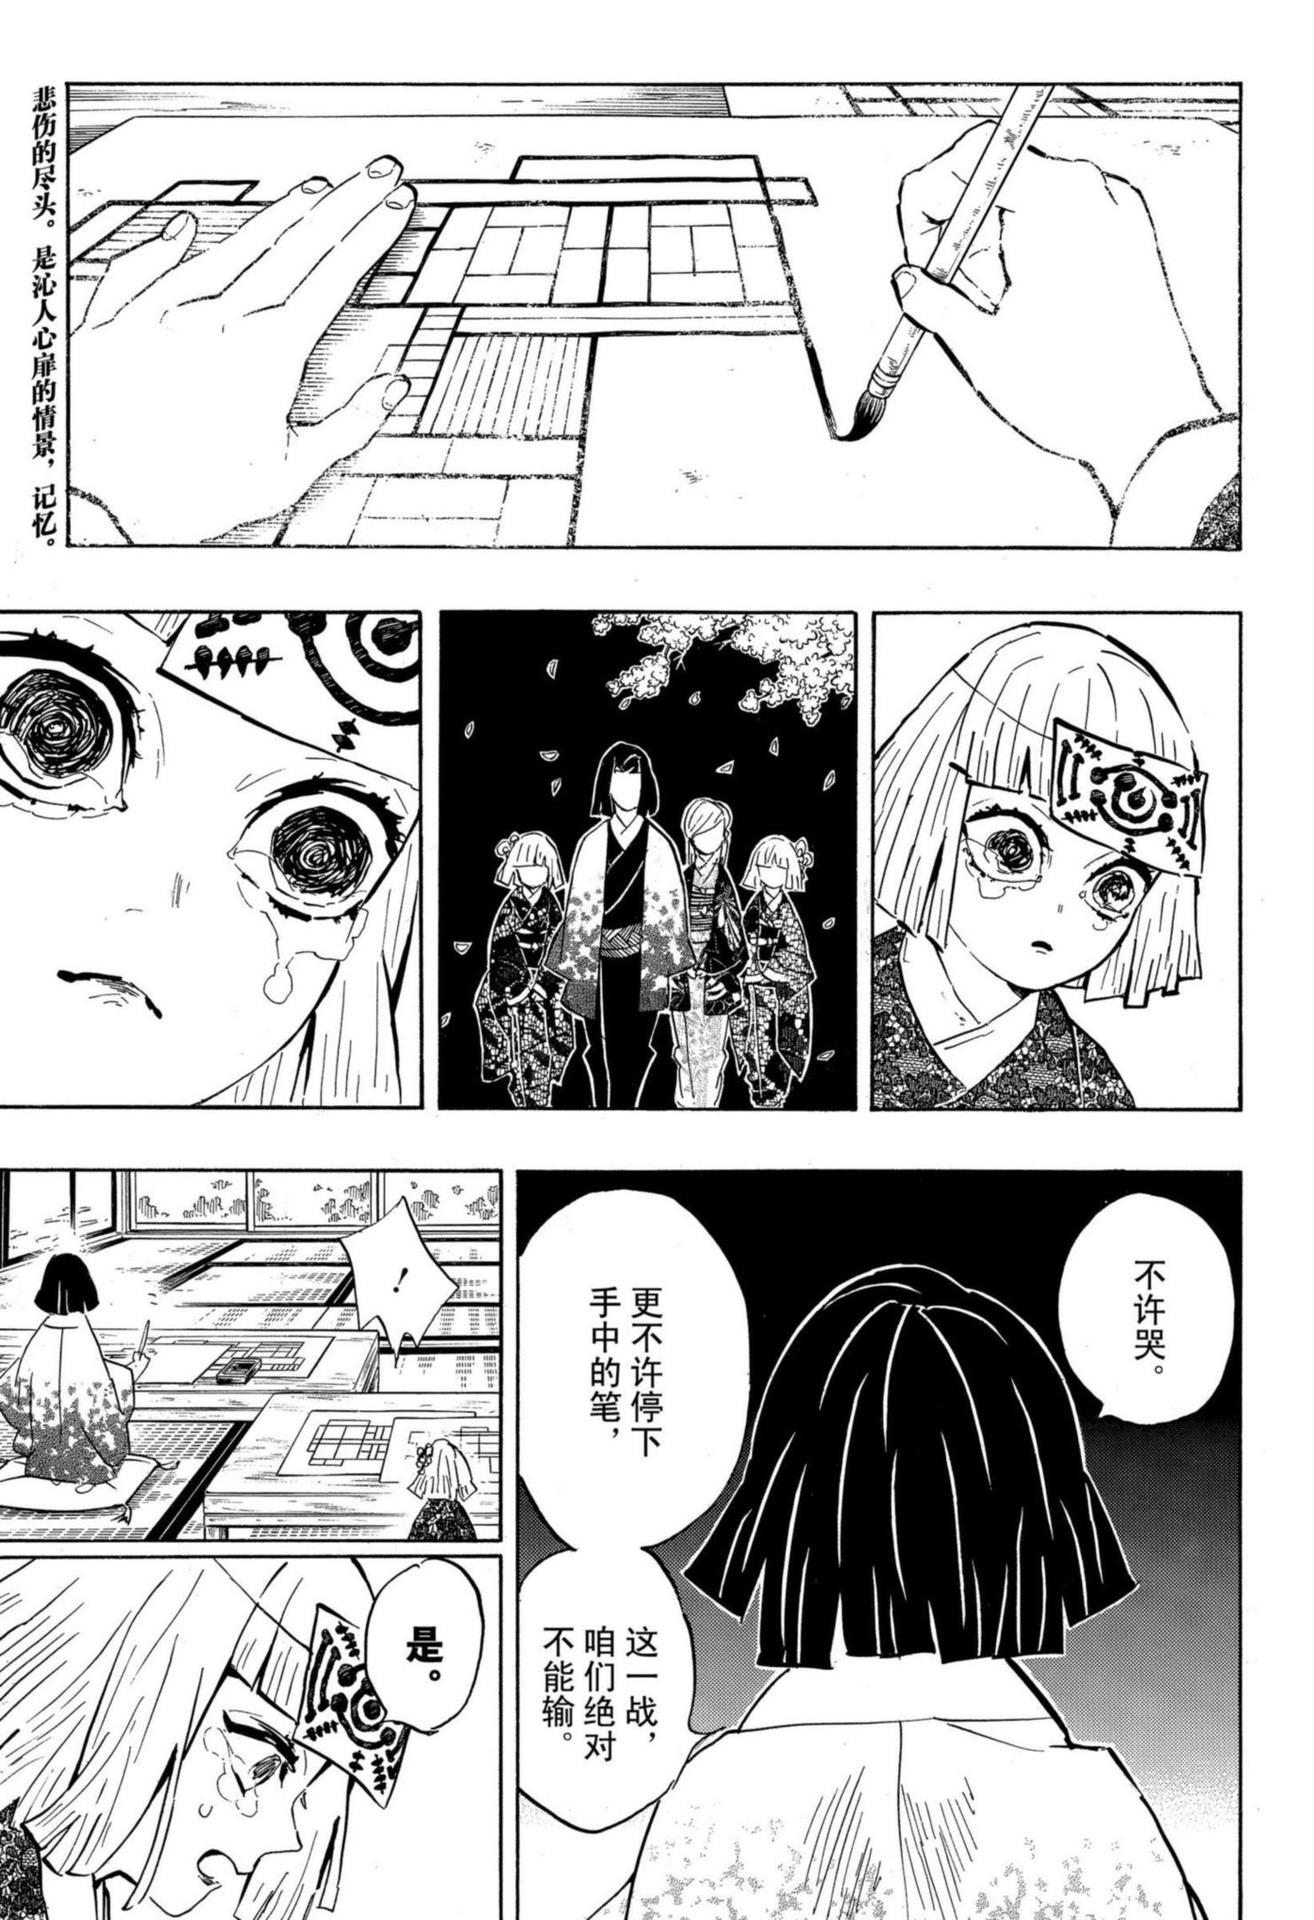 悲伤的尽头。是沁人心扉的情景，记忆。
不许哭。
更不许停下
手中的笔，
这一战，
咱们绝对
不能输。
！
是。